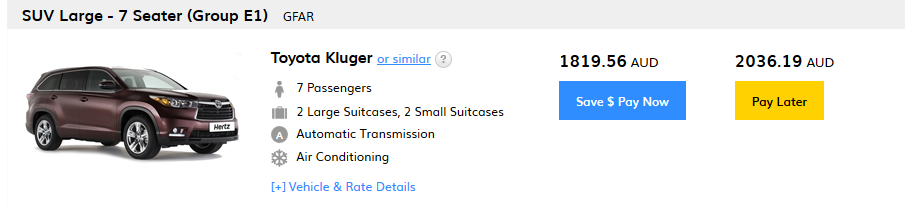 SUV Large - 7 Seater (Group E1) GFAR
Toyota Kluger or similar ? 1819.56 AUD 2036.19 AUD
7 Passengers
Save $ Pay Now Pay Later
2 Large Suitcases, 2 Small Suitcases
A Automatic Transmission
Hertz
Air Conditioning
[+] Vehicle & Rate Details